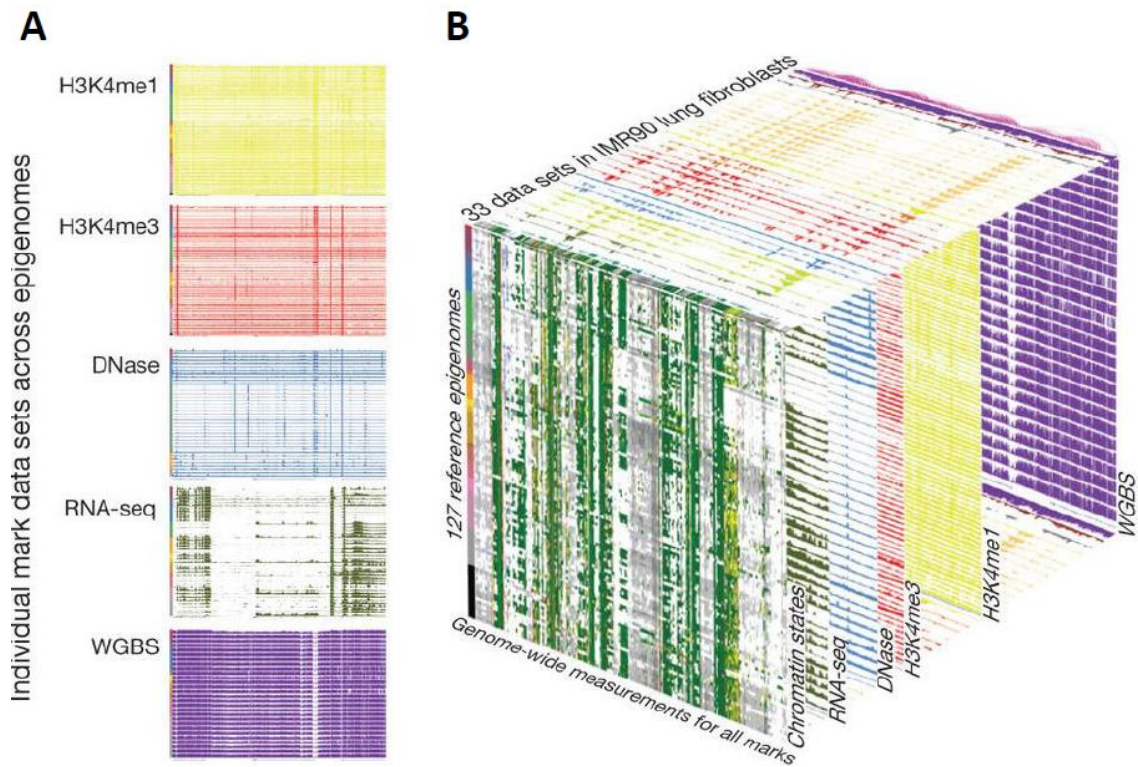 A
Individual mark data sets across epigenomes
H3K4me1
H3K4me3
DNase
RNA-seq
WGBS
B
33 data sets in IMR90 lung fibroblasts
127 reference epigenomes
Genome-wide measurements for all marks
Chromatin states
RNA-seq
DNase
H3K4me3
H3K4me1
WGBS